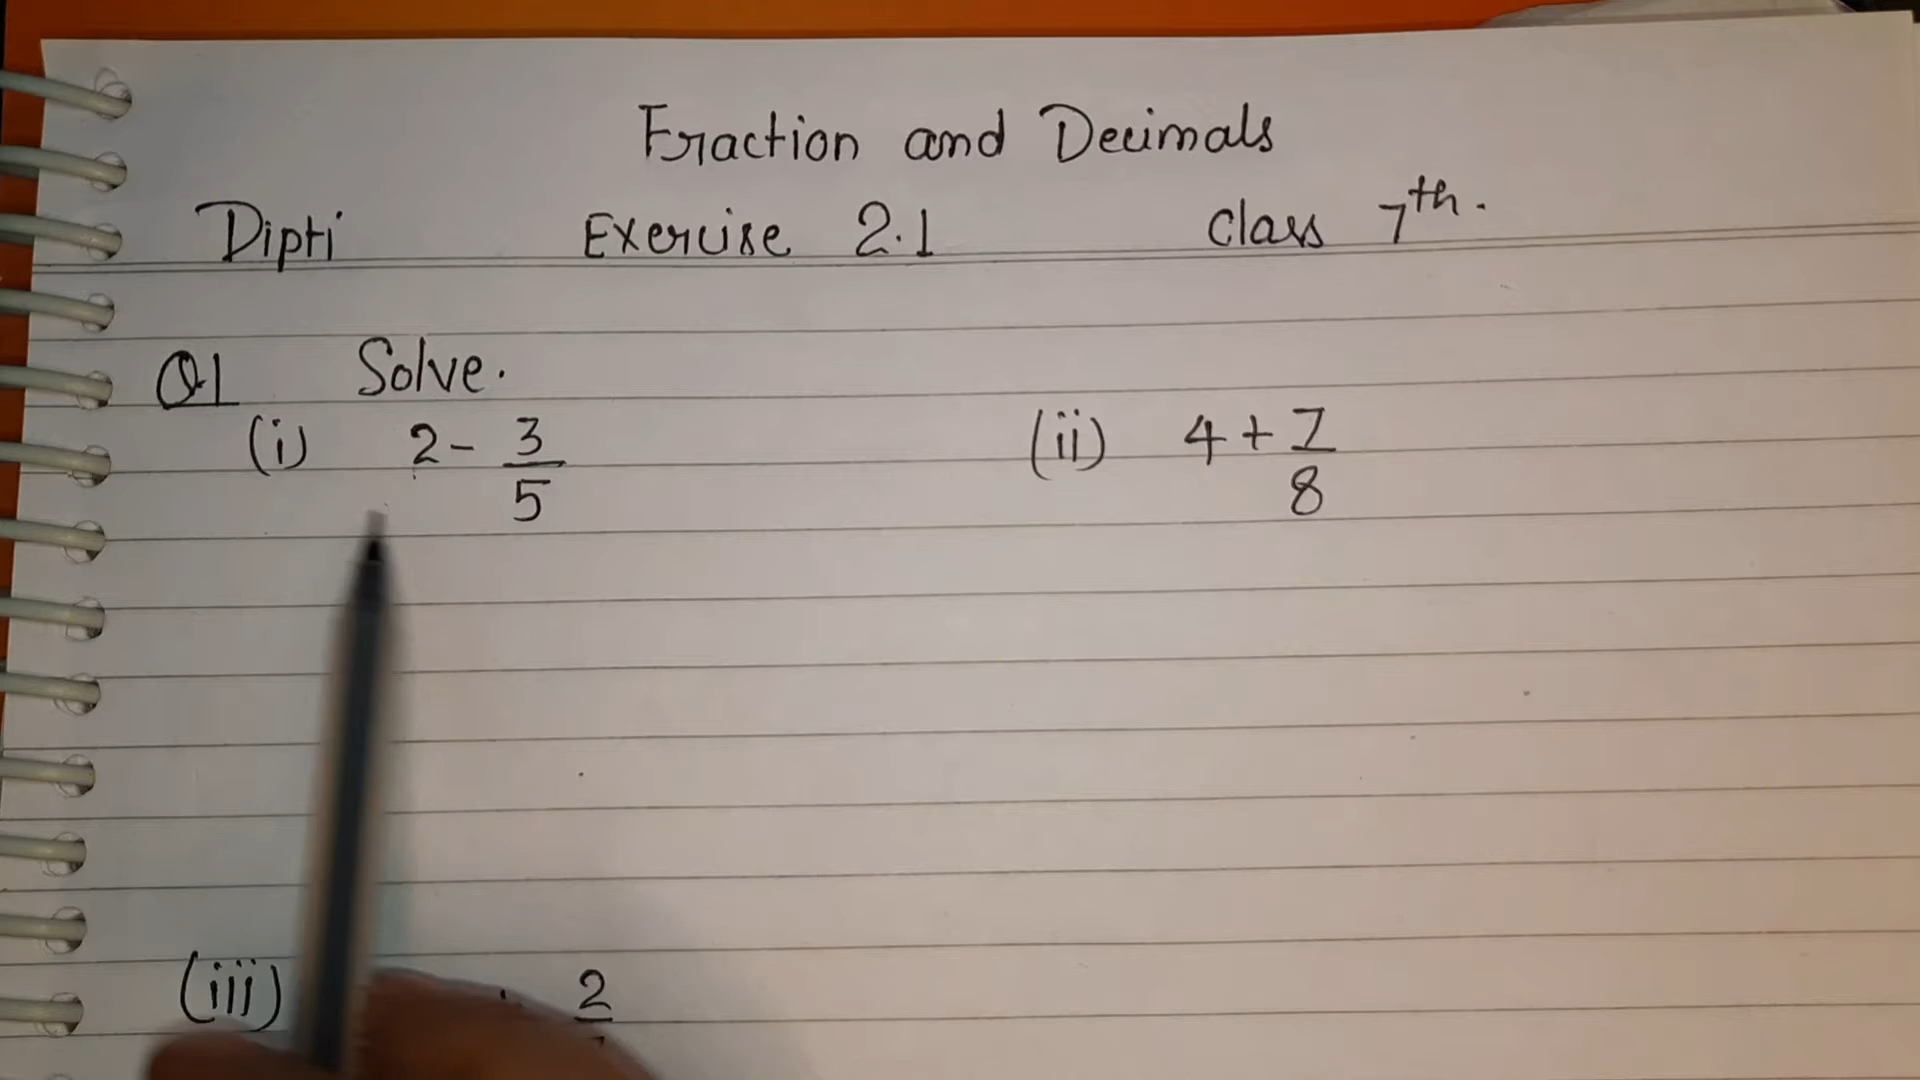 Fraction and Decimals
Dipti Exercise 2.1 Class 7th.
Q1 Solve.
(i) 2 - 3/5 (ii) 4 + 7/8
(iii) 2